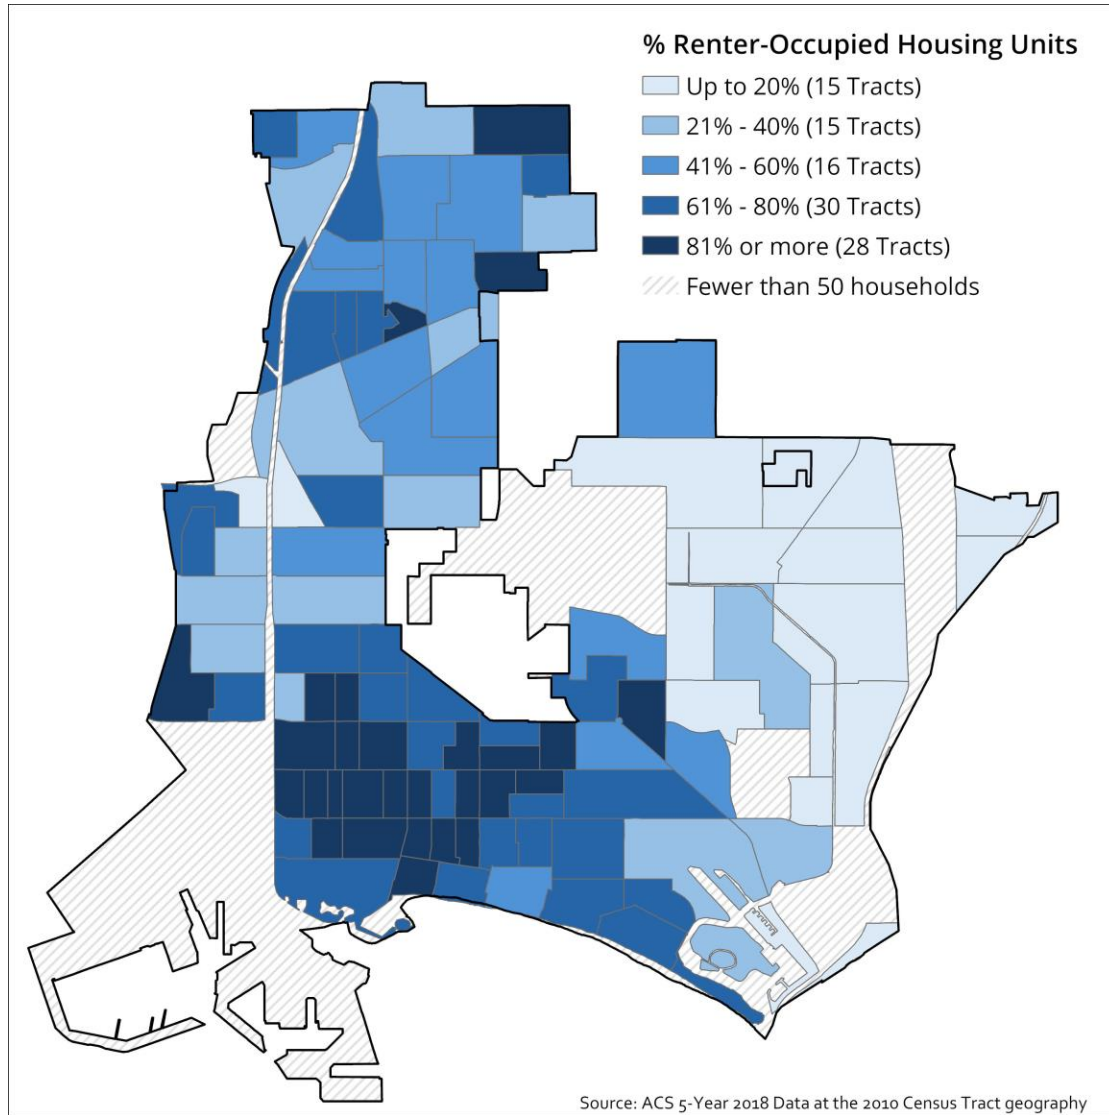 % Renter-Occupied Housing Units
Up to 20% (15 Tracts)
21% - 40% (15 Tracts)
41% - 60% (16 Tracts)
61% - 80% (30 Tracts)
81% or more (28 Tracts)
Fewer than 50 households
Source: ACS 5-Year 2018 Data at the 2010 Census Tract geography